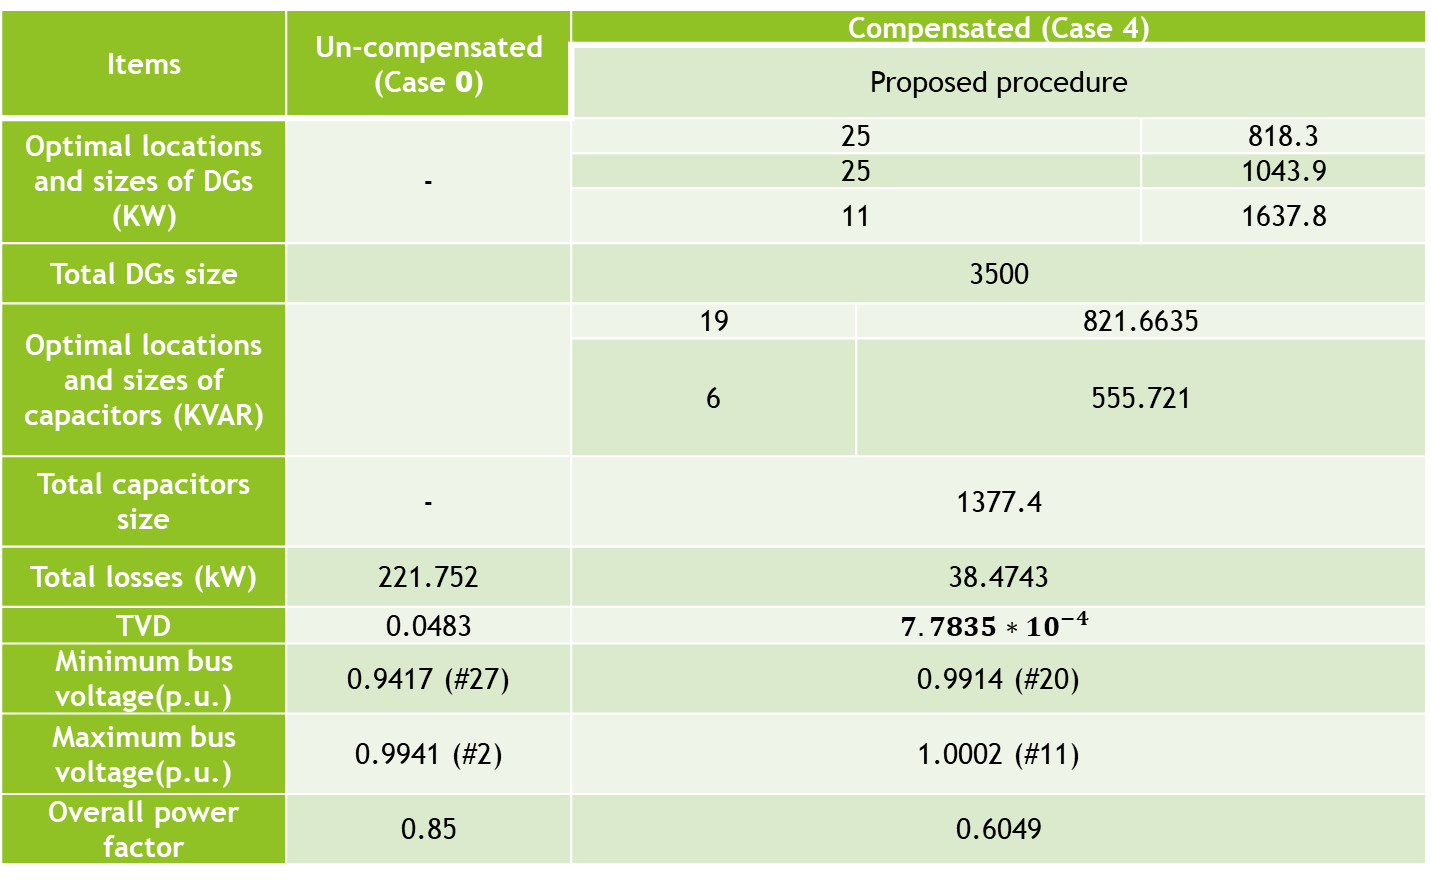 Items
Un-compensated
(Case 0)
Compensated (Case 4)
Proposed procedure
Optimal locations
and sizes of DGs
(KW)
-
25
818.3
25
1043.9
11
1637.8
Total DGs size
3500
Optimal locations
and sizes of
capacitors (KVAR)
19
821.6635
6
555.721
Total capacitors
size
-
1377.4
Total losses (kW)
221.752
38.4743
TVD
0.0483
7.7835 ∗ 10⁻⁴
Minimum bus
voltage(p.u.)
0.9417 (#27)
0.9914 (#20)
Maximum bus
voltage(p.u.)
0.9941 (#2)
1.0002 (#11)
Overall power
factor
0.85
0.6049